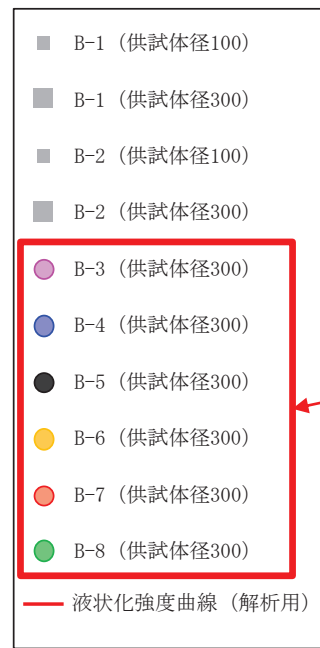 B-1（供試体径100）
B-1（供試体径300）
B-2（供試体径100）
B-2（供試体径300）
B-3（供試体径300）
B-4（供試体径300）
B-5（供試体径300）
B-6（供試体径300）
B-7（供試体径300）
B-8（供試体径300）
液状化強度曲線（解析用）